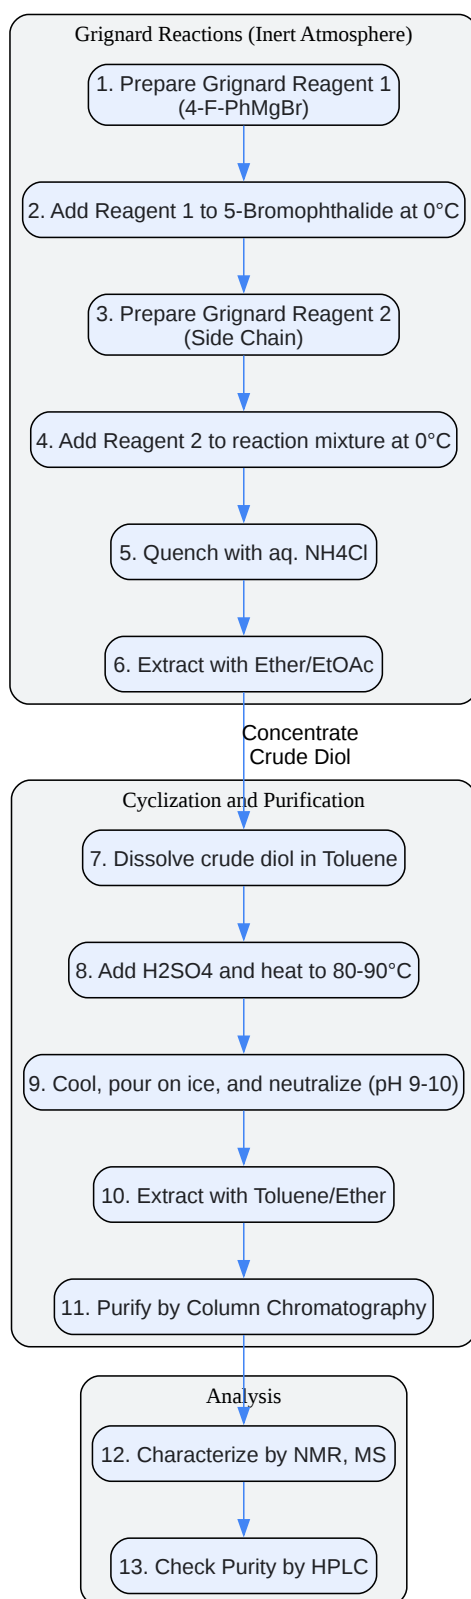 Grignard Reactions (Inert Atmosphere)
1. Prepare Grignard Reagent 1
(4-F-PhMgBr)
2. Add Reagent 1 to 5-Bromophthalide at 0°C
3. Prepare Grignard Reagent 2
(Side Chain)
4. Add Reagent 2 to reaction mixture at 0°C
5. Quench with aq. NH4Cl
6. Extract with Ether/EtOAc
Concentrate
Crude Diol
Cyclization and Purification
7. Dissolve crude diol in Toluene
8. Add H2SO4 and heat to 80-90°C
9. Cool, pour on ice, and neutralize (pH 9-10)
10. Extract with Toluene/Ether
11. Purify by Column Chromatography
Analysis
12. Characterize by NMR, MS
13. Check Purity by HPLC